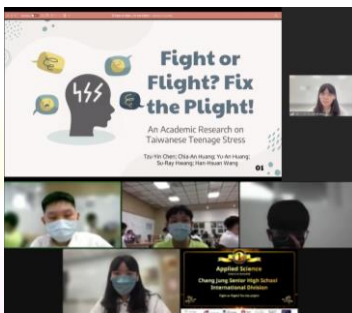 Fight or
Flight? Fix
the Plight!
An Academic Research on
Taiwanese Teenage Stress
Tzu-Yin Chen; Chia-An Huang; Yu-An Huang;
Su-Ray Hwang; Han-Hsuan Wang
01
Applied Science
Chang Jung Senior High School
International Division